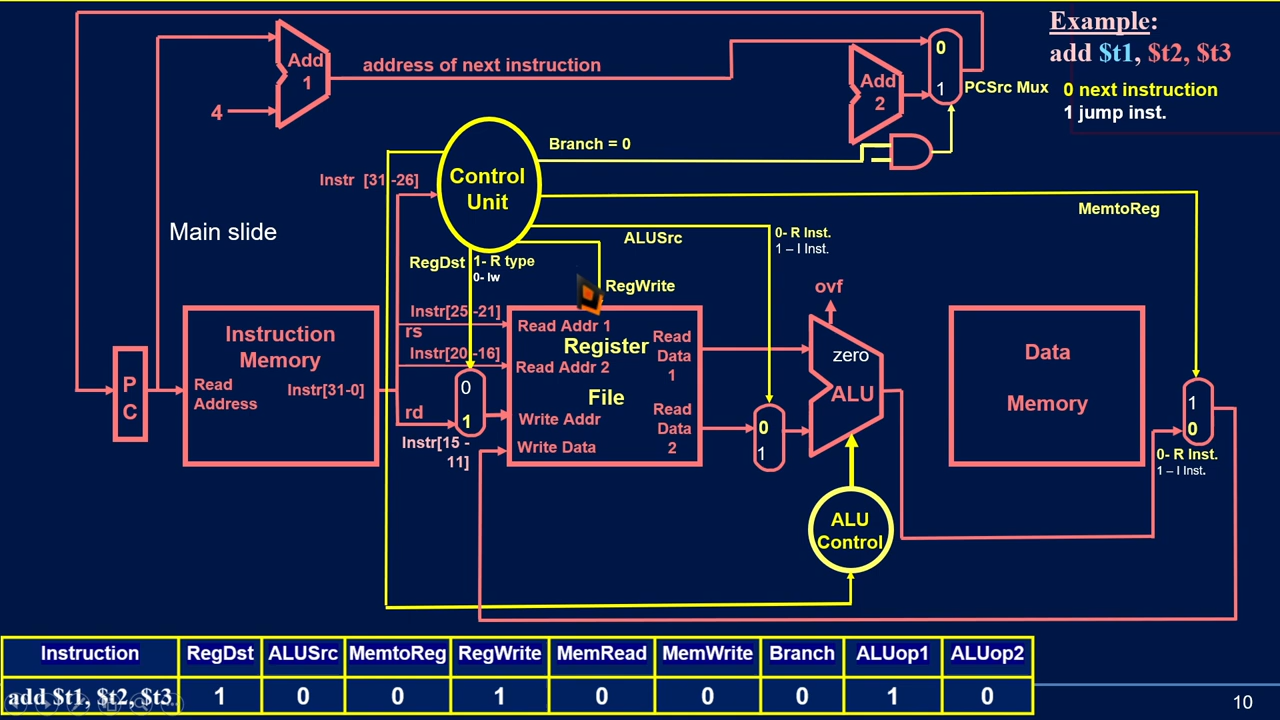 Example:
add $t1, $t2, $t3
0 next instruction
1 jump inst.
Add
1
4
address of next instruction
0
1
Add
2
PCSrc Mux
Branch = 0
Control
Unit
Instr [31-26]
Main slide
MemtoReg
ALUSrc
0- R Inst.
1 – I Inst.
RegDst
1- R type
0- lw
RegWrite
ovf
Instruction
Memory
Read
Address
Instr[31-0]
P
C
Instr[25-21]
rs
Instr[20-16]
rd
Instr[15 -
11]
0
1
Read Addr 1
Register
Read Addr 2
File
Write Addr
Write Data
Read
Data
1
Read
Data
2
0
1
zero
ALU
ALU
Control
Data
Memory
1
0
0- R Inst.
1 – I Inst.
Instruction RegDst ALUSrc MemtoReg RegWrite MemRead MemWrite Branch ALUop1 ALUop2
add $t1, $t2, $t3 1 0 0 1 0 0 0 1 0
10